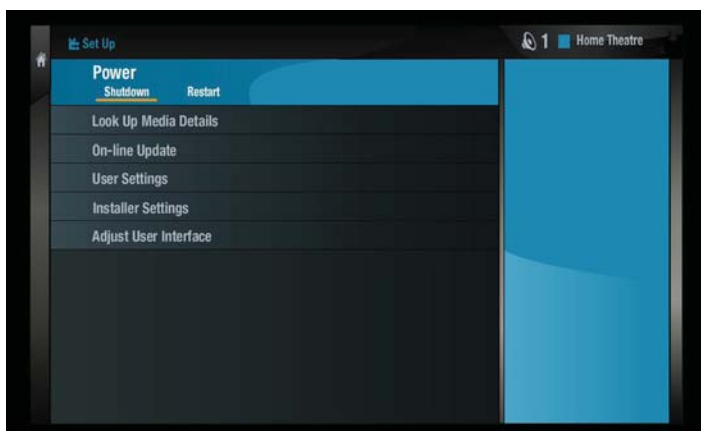 Set Up
1 Home Theatre
Power
Shutdown Restart
Look Up Media Details
On-line Update
User Settings
Installer Settings
Adjust User Interface